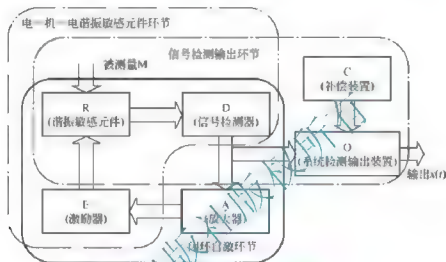 电—机—电谐振敏感元件环节
信号检测输出环节
被测量M
R
(谐振敏感元件)
D
(信号检测器)
C
(补偿装置)
O
(系统检测输出装置)
输出x(t)
E
(激励器)
A
(放大器)
闭环自激环节